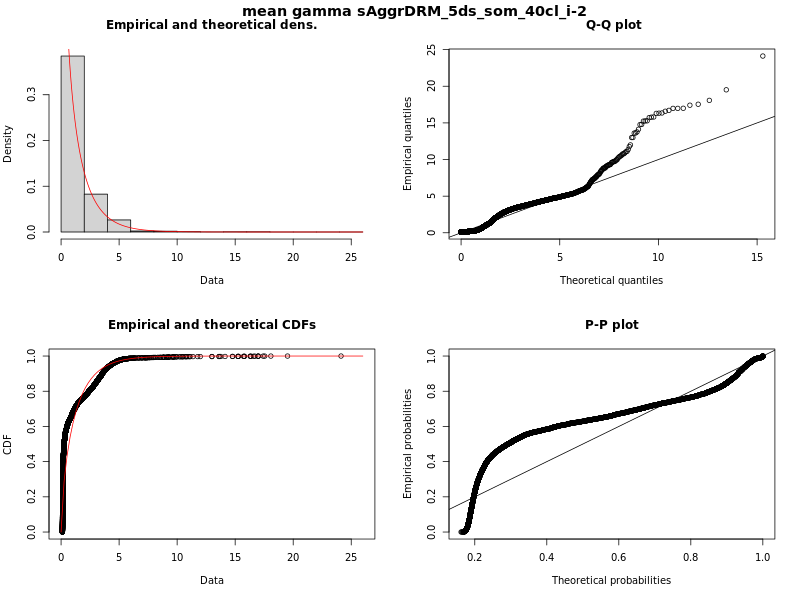 mean gamma sAggrDRM_5ds_som_40cl_i-2
Empirical and theoretical dens.
Density
0.0
0.1
0.2
0.3
0 5 10 15 20 25
Data
Q-Q plot
Empirical quantiles
0
5
10
15
20
25
0 5 10 15
Theoretical quantiles
Empirical and theoretical CDFs
CDF
0.0
0.2
0.4
0.6
0.8
1.0
0 5 10 15 20 25
Data
P-P plot
Empirical probabilities
0.0
0.2
0.4
0.6
0.8
1.0
0.2 0.4 0.6 0.8 1.0
Theoretical probabilities